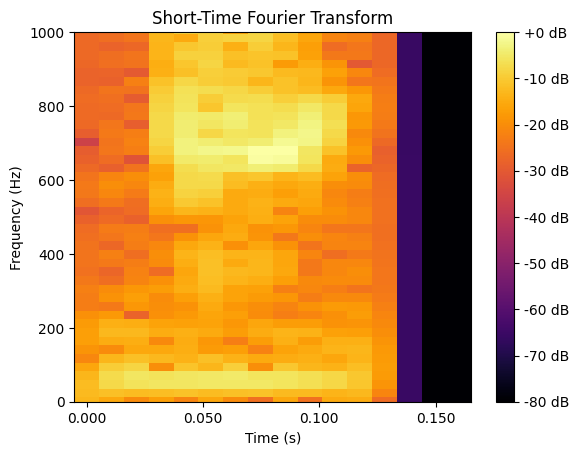 Short-Time Fourier Transform
1000
800
600
400
200
0
Frequency (Hz)
0.000
0.050
0.100
0.150
Time (s)
+0 dB
-10 dB
-20 dB
-30 dB
-40 dB
-50 dB
-60 dB
-70 dB
-80 dB